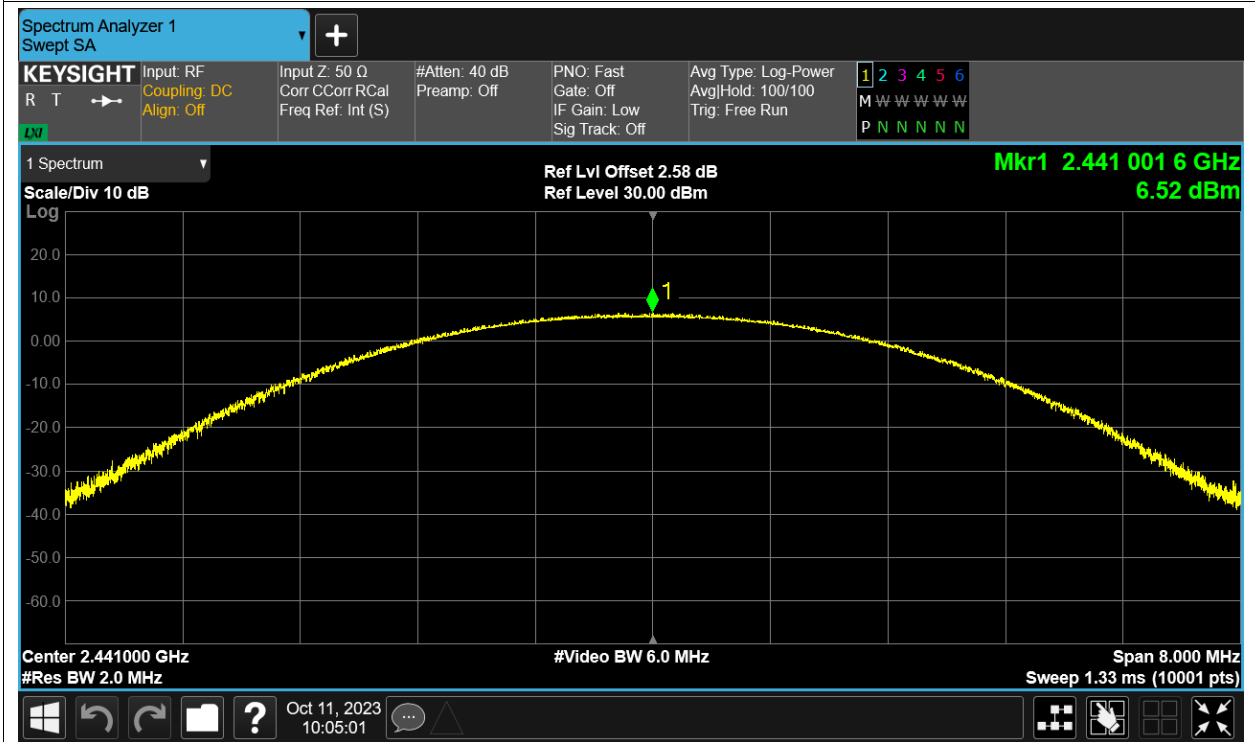 Spectrum Analyzer 1
Swept SA
KEYSIGHT
R T
LXI
Input: RF
Coupling: DC
Align: Off
Input Z: 50 Ω
Corr CCorr RCal
Freq Ref: Int (S)
#Atten: 40 dB
Preamp: Off
PNO: Fast
Gate: Off
IF Gain: Low
Sig Track: Off
Avg Type: Log-Power
Avg|Hold: 100/100
Trig: Free Run
1 2 3 4 5 6
M W W W W W
P N N N N N
1 Spectrum
Scale/Div 10 dB
Log
Ref Lvl Offset 2.58 dB
Ref Level 30.00 dBm
Mkr1 2.441 001 6 GHz
6.52 dBm
20.0
10.0
0.00
-10.0
-20.0
-30.0
-40.0
-50.0
-60.0
1
Center 2.441000 GHz
#Res BW 2.0 MHz
#Video BW 6.0 MHz
Span 8.000 MHz
Sweep 1.33 ms (10001 pts)
?
Oct 11, 2023
10:05:01